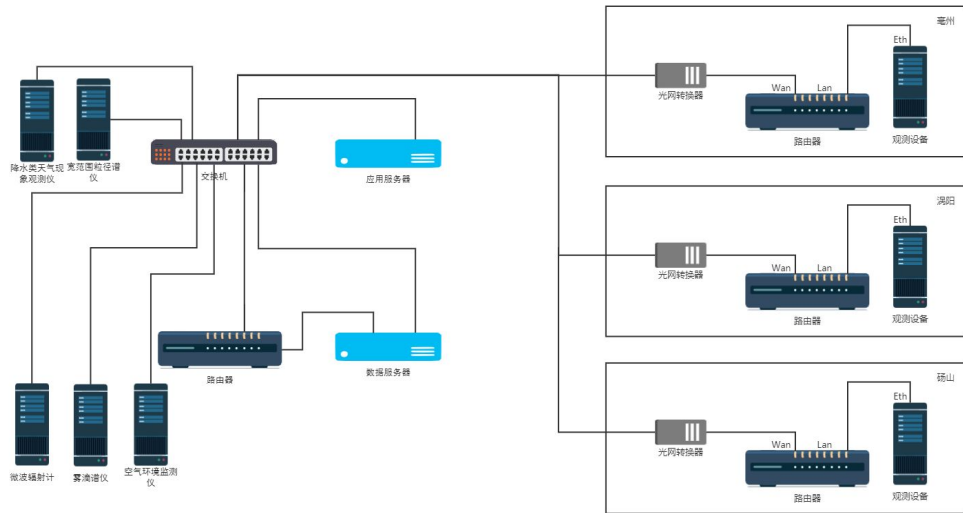 亳州
Eth
Wan
Lan
光网转换器
路由器
观测设备
降水类天气现
象观测仪
宽范围粒径谱
仪
交换机
应用服务器
涡阳
Eth
Wan
Lan
光网转换器
路由器
观测设备
路由器
数据服务器
砀山
Eth
Wan
Lan
光网转换器
路由器
观测设备
微波辐射计
雾滴谱仪
空气环境监测
仪